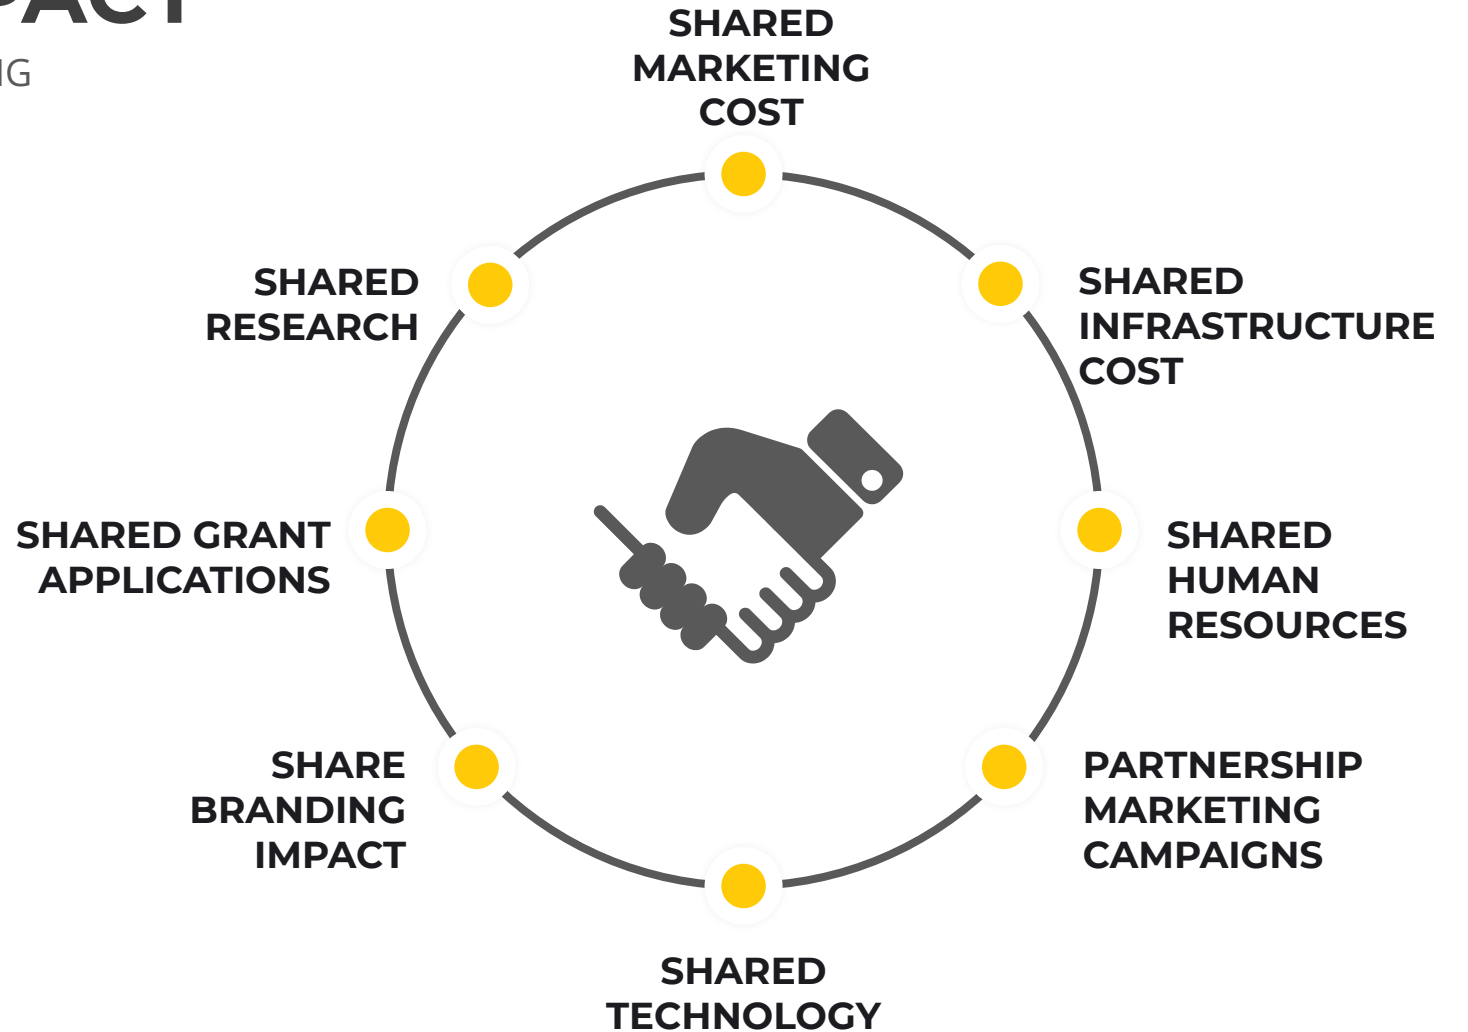 SHARED
MARKETING
COST
SHARED
INFRASTRUCTURE
COST
SHARED
HUMAN
RESOURCES
PARTNERSHIP
MARKETING
CAMPAIGNS
SHARED
TECHNOLOGY
SHARE
BRANDING
IMPACT
SHARED GRANT
APPLICATIONS
SHARED
RESEARCH